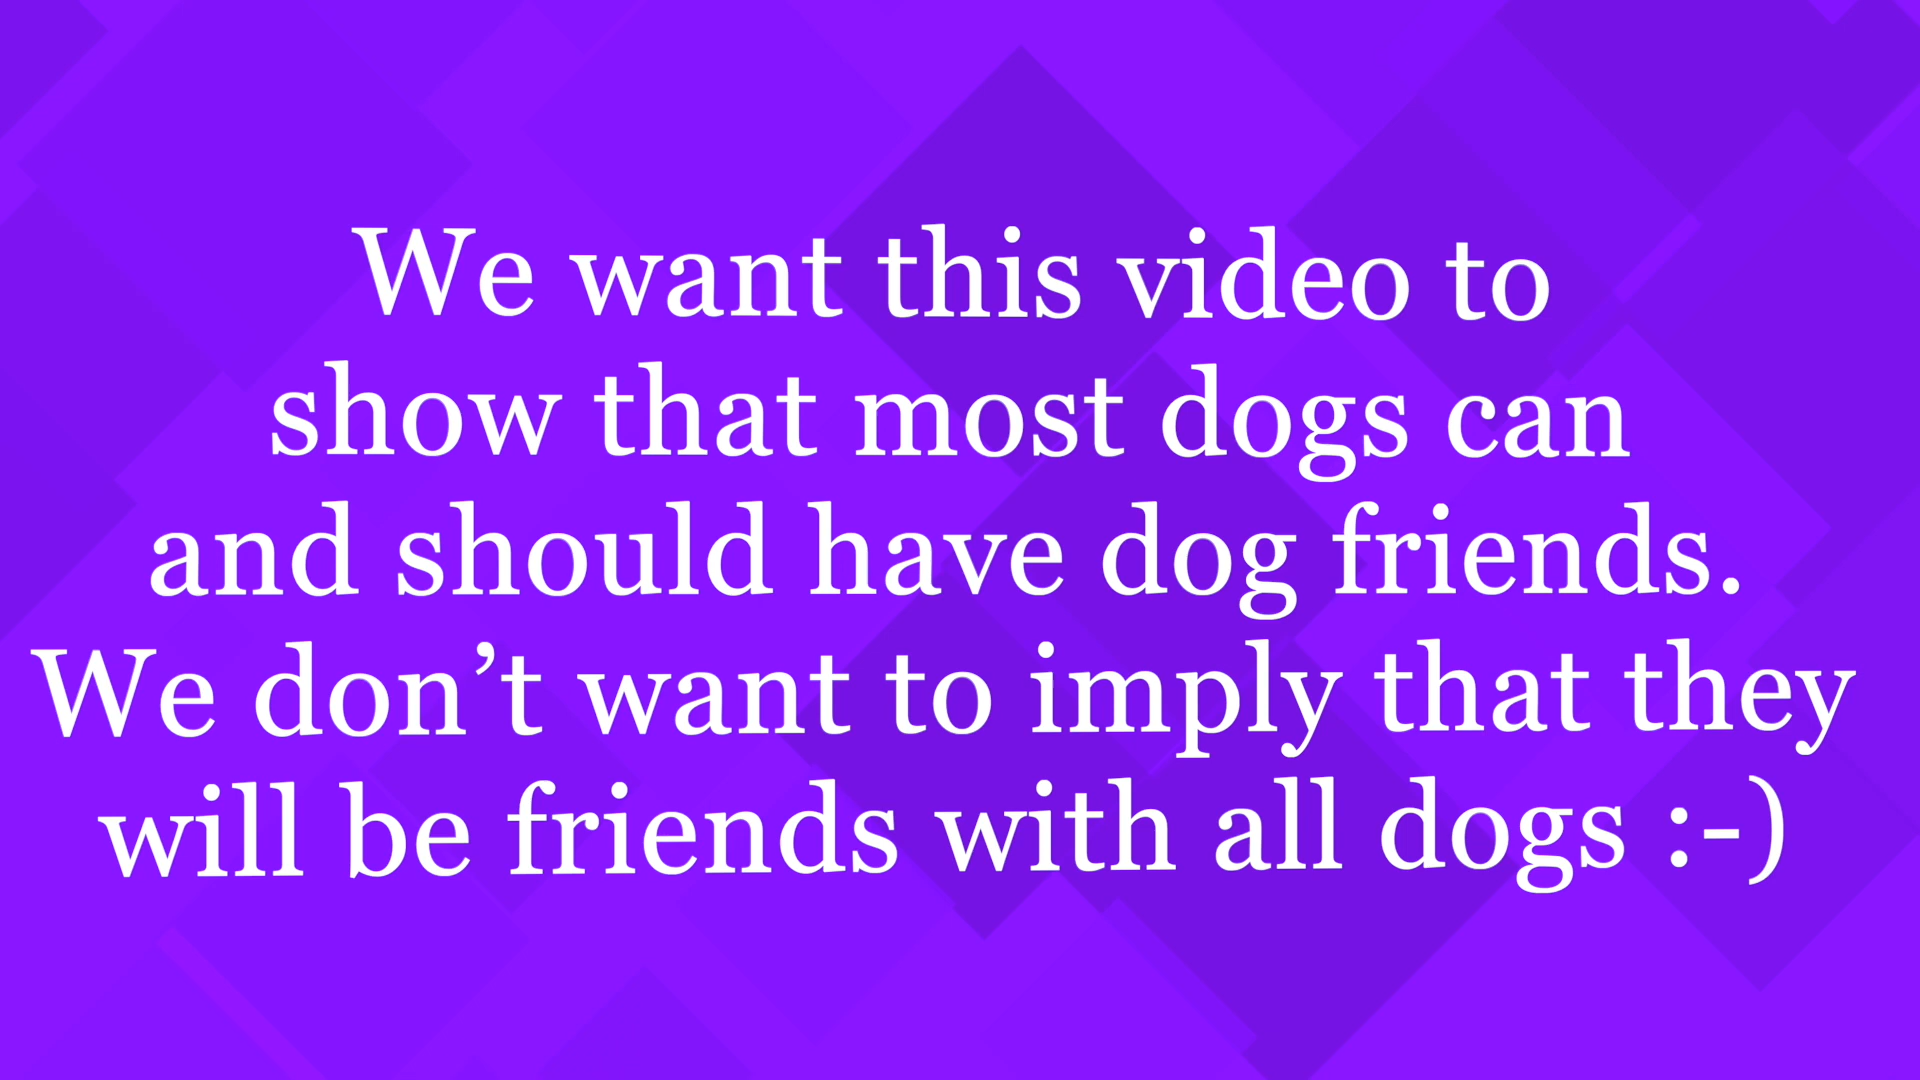 We want this video to
show that most dogs can
and should have dog friends.
We don’t want to imply that they
will be friends with all dogs :-)